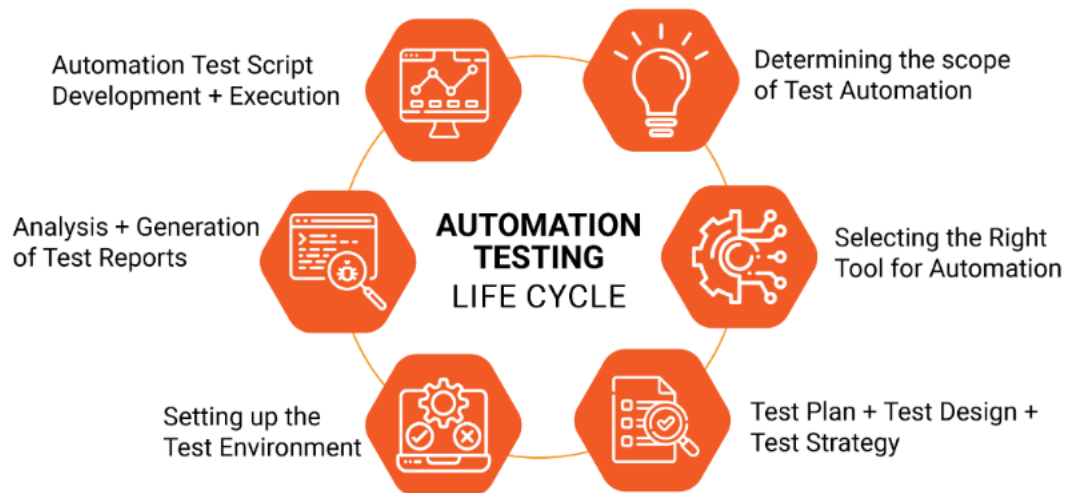 Automation Test Script
Development + Execution
Determining the scope
of Test Automation
Analysis + Generation
of Test Reports
AUTOMATION
TESTING
LIFE CYCLE
Selecting the Right
Tool for Automation
Setting up the
Test Environment
Test Plan + Test Design +
Test Strategy